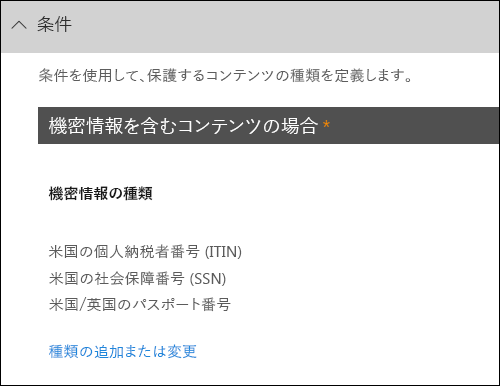 条件
条件を使用して、保護するコンテンツの種類を定義します。
機密情報を含むコンテンツの場合 *
機密情報の種類
米国の個人納税者番号 (ITIN)
米国の社会保障番号 (SSN)
米国/英国のパスポート番号
種類の追加または変更